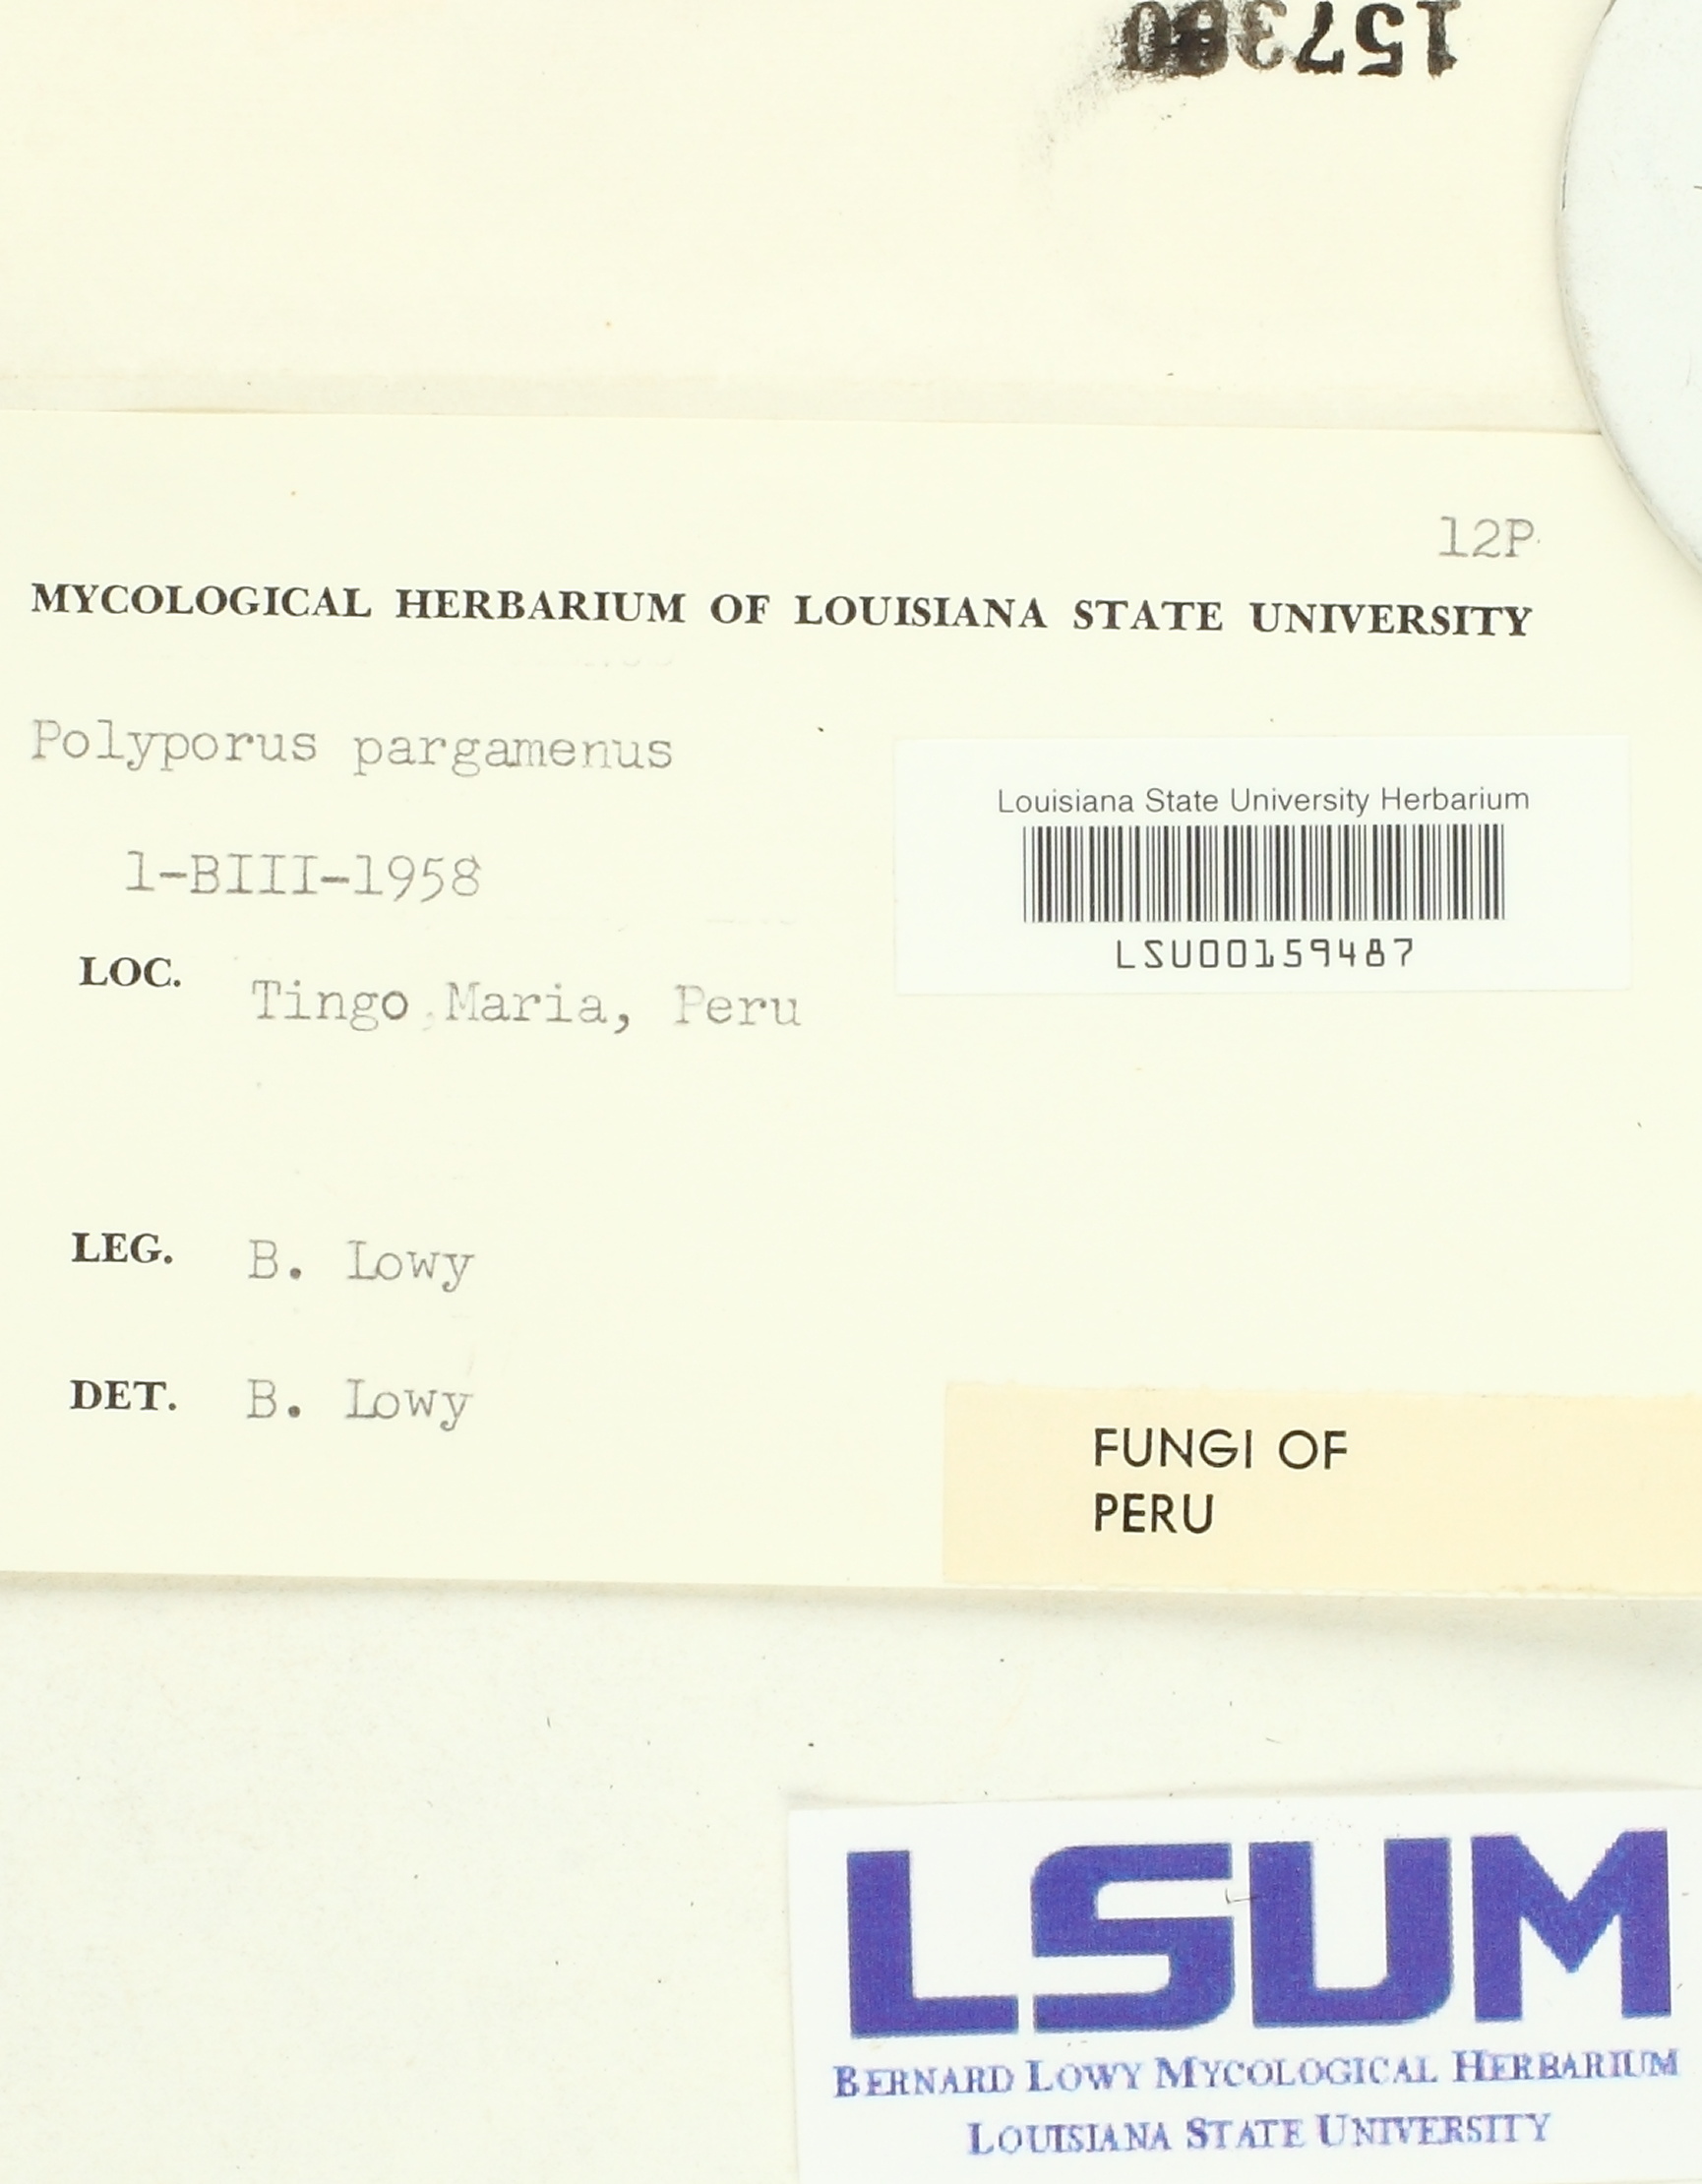 12P
MYCOLOGICAL HERBARIUM OF LOUISIANA STATE UNIVERSITY
Polyporus pargamenus
1-BIII-1958
LOC. Tingo Maria, Peru
LEG. B. Lowy
DET. B. Lowy
Louisiana State University Herbarium
LSU00159487
FUNGI OF
PERU
LSUM
BERNARD LOWY MYCOLOGICAL HERBARIUM
LOUISIANA STATE UNIVERSITY